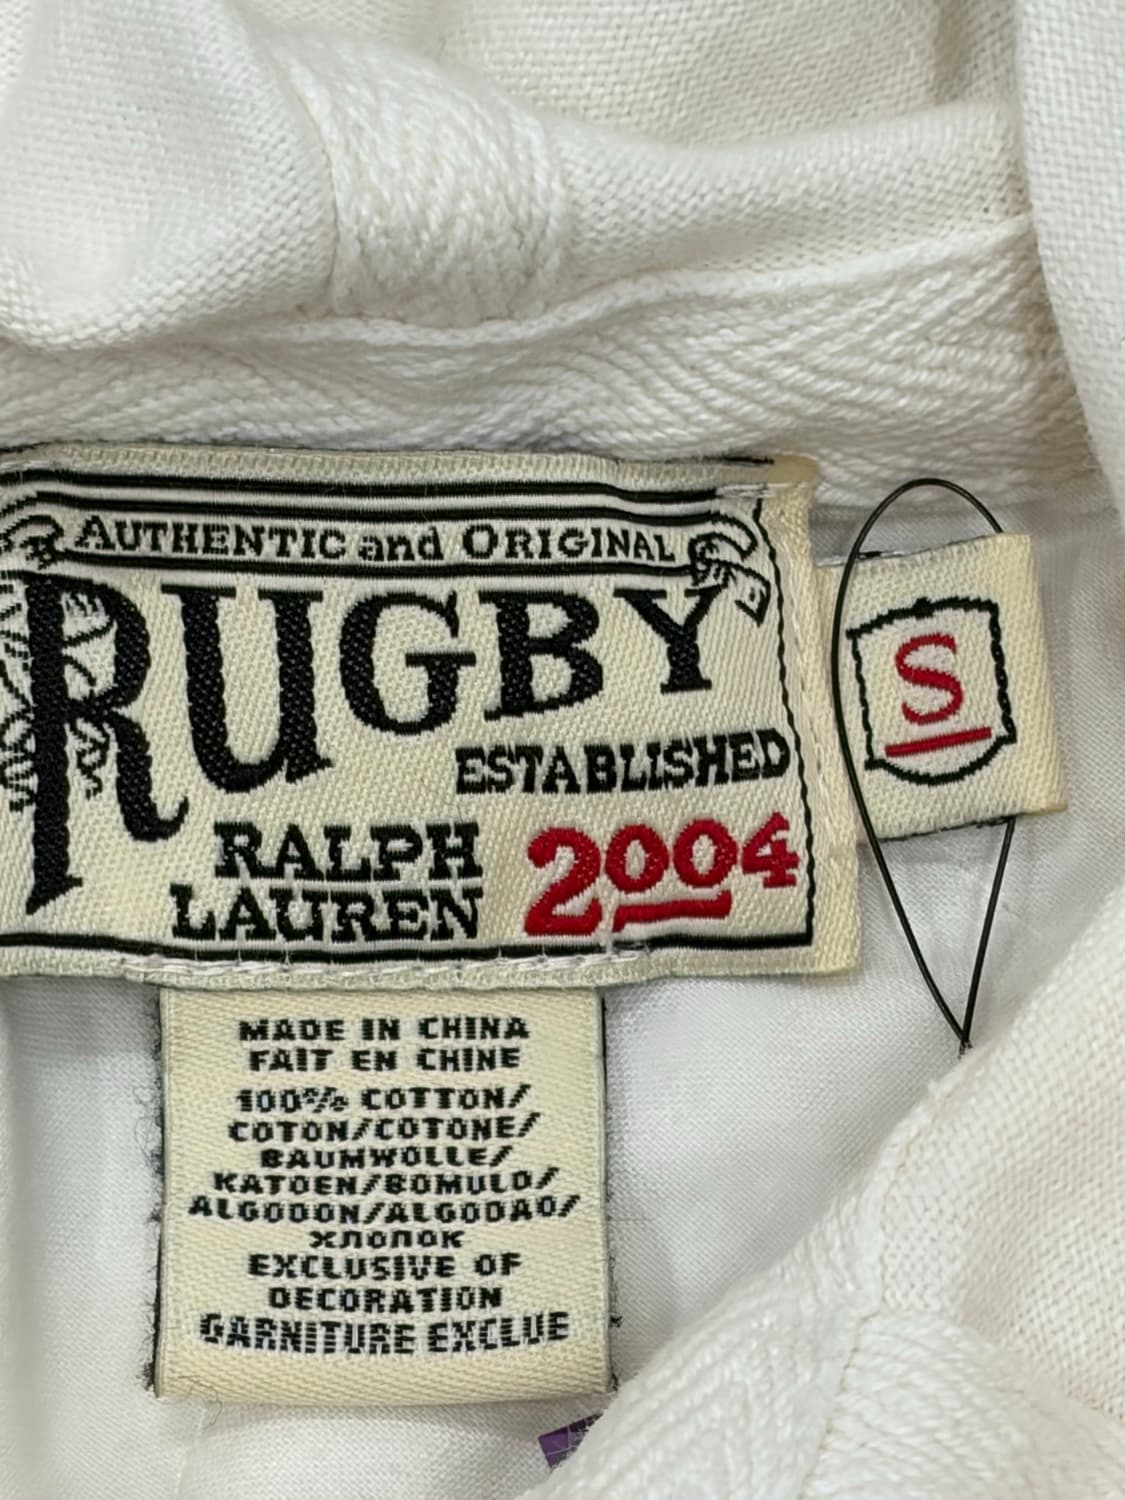 AUTHENTIC and ORIGINAL
RUGBY
ESTABLISHED
RALPH
LAUREN
2004
S
MADE IN CHINA
FAIT EN CHINE
100% COTTON/
COTON/COTONE/
BAUMWOLLE/
KATOEN/BOMULD/
ALGODON/ALGODAO/
хлопок
EXCLUSIVE OF
DECORATION
GARNITURE EXCLUE